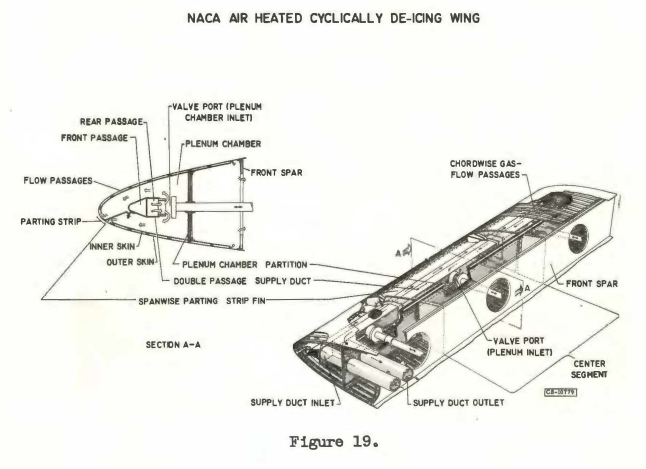 NACA AIR HEATED CYCLICALLY DE-ICING WING
VALVE PORT (PLENUM
CHAMBER INLET)
REAR PASSAGE
FRONT PASSAGE
PLENUM CHAMBER
FLOW PASSAGES
FRONT SPAR
PARTING STRIP
INNER SKIN
OUTER SKIN
PLENUM CHAMBER PARTITION
DOUBLE PASSAGE SUPPLY DUCT
SPANWISE PARTING STRIP FIN
SECTION A-A
CHORDWISE GAS-
FLOW PASSAGES
A
A
FRONT SPAR
VALVE PORT
(PLENUM INLET)
CENTER
SEGMENT
SUPPLY DUCT INLET
SUPPLY DUCT OUTLET
CS-10779
Figure 19.